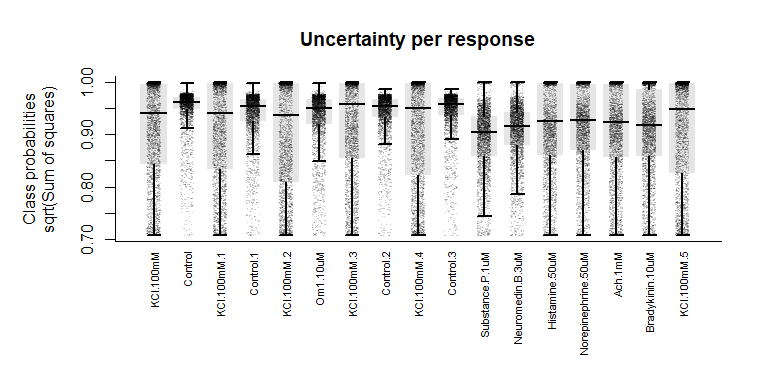 Uncertainty per response
Class probabilities
sqrt(Sum of squares)
1.00
0.90
0.80
0.70
KCl.100mM
Control
KCl.100mM.1
Control.1
KCl.100mM.2
Om1.10uM
KCl.100mM.3
Control.2
KCl.100mM.4
Control.3
Substance.P.1uM
Neuromedin.B.3uM
Histamine.50uM
Norepinephrine.50uM
Ach.1mM
Bradykinin.10uM
KCl.100mM.5